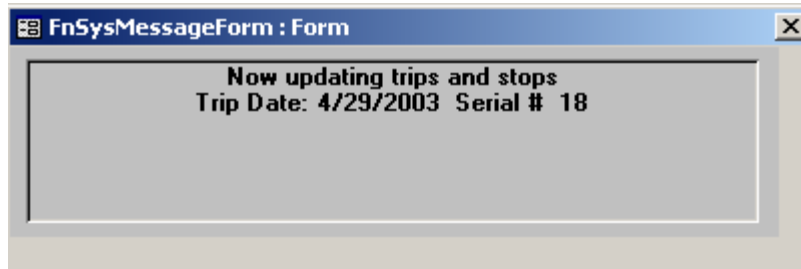 FnSysMessageForm : Form
Now updating trips and stops
Trip Date: 4/29/2003 Serial # 18